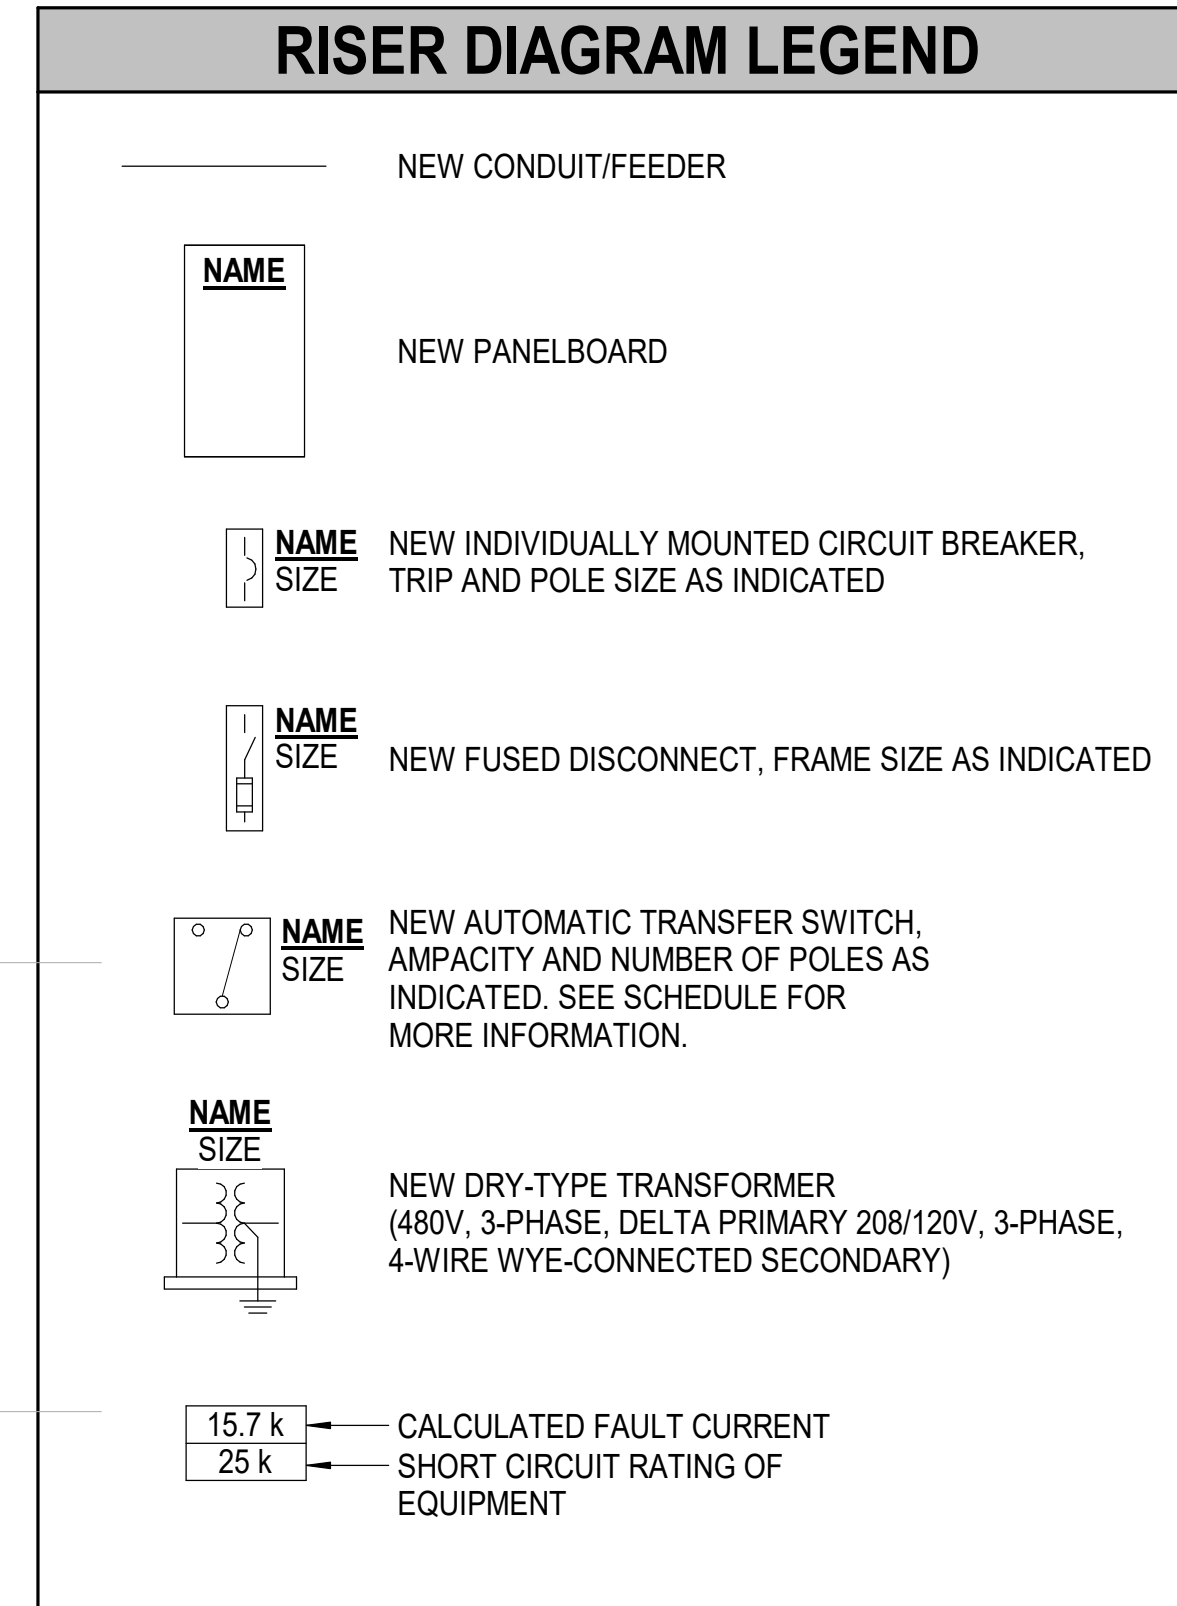 RISER DIAGRAM LEGEND
NEW CONDUIT/FEEDER
NAME
NEW PANELBOARD
NAME
SIZE
NEW INDIVIDUALLY MOUNTED CIRCUIT BREAKER,
TRIP AND POLE SIZE AS INDICATED
NAME
SIZE
NEW FUSED DISCONNECT, FRAME SIZE AS INDICATED
NAME
SIZE
NEW AUTOMATIC TRANSFER SWITCH,
AMPACITY AND NUMBER OF POLES AS
INDICATED. SEE SCHEDULE FOR
MORE INFORMATION.
NAME
SIZE
NEW DRY-TYPE TRANSFORMER
(480V, 3-PHASE, DELTA PRIMARY 208/120V, 3-PHASE,
4-WIRE WYE-CONNECTED SECONDARY)
15.7 k
CALCULATED FAULT CURRENT
25 k
SHORT CIRCUIT RATING OF
EQUIPMENT